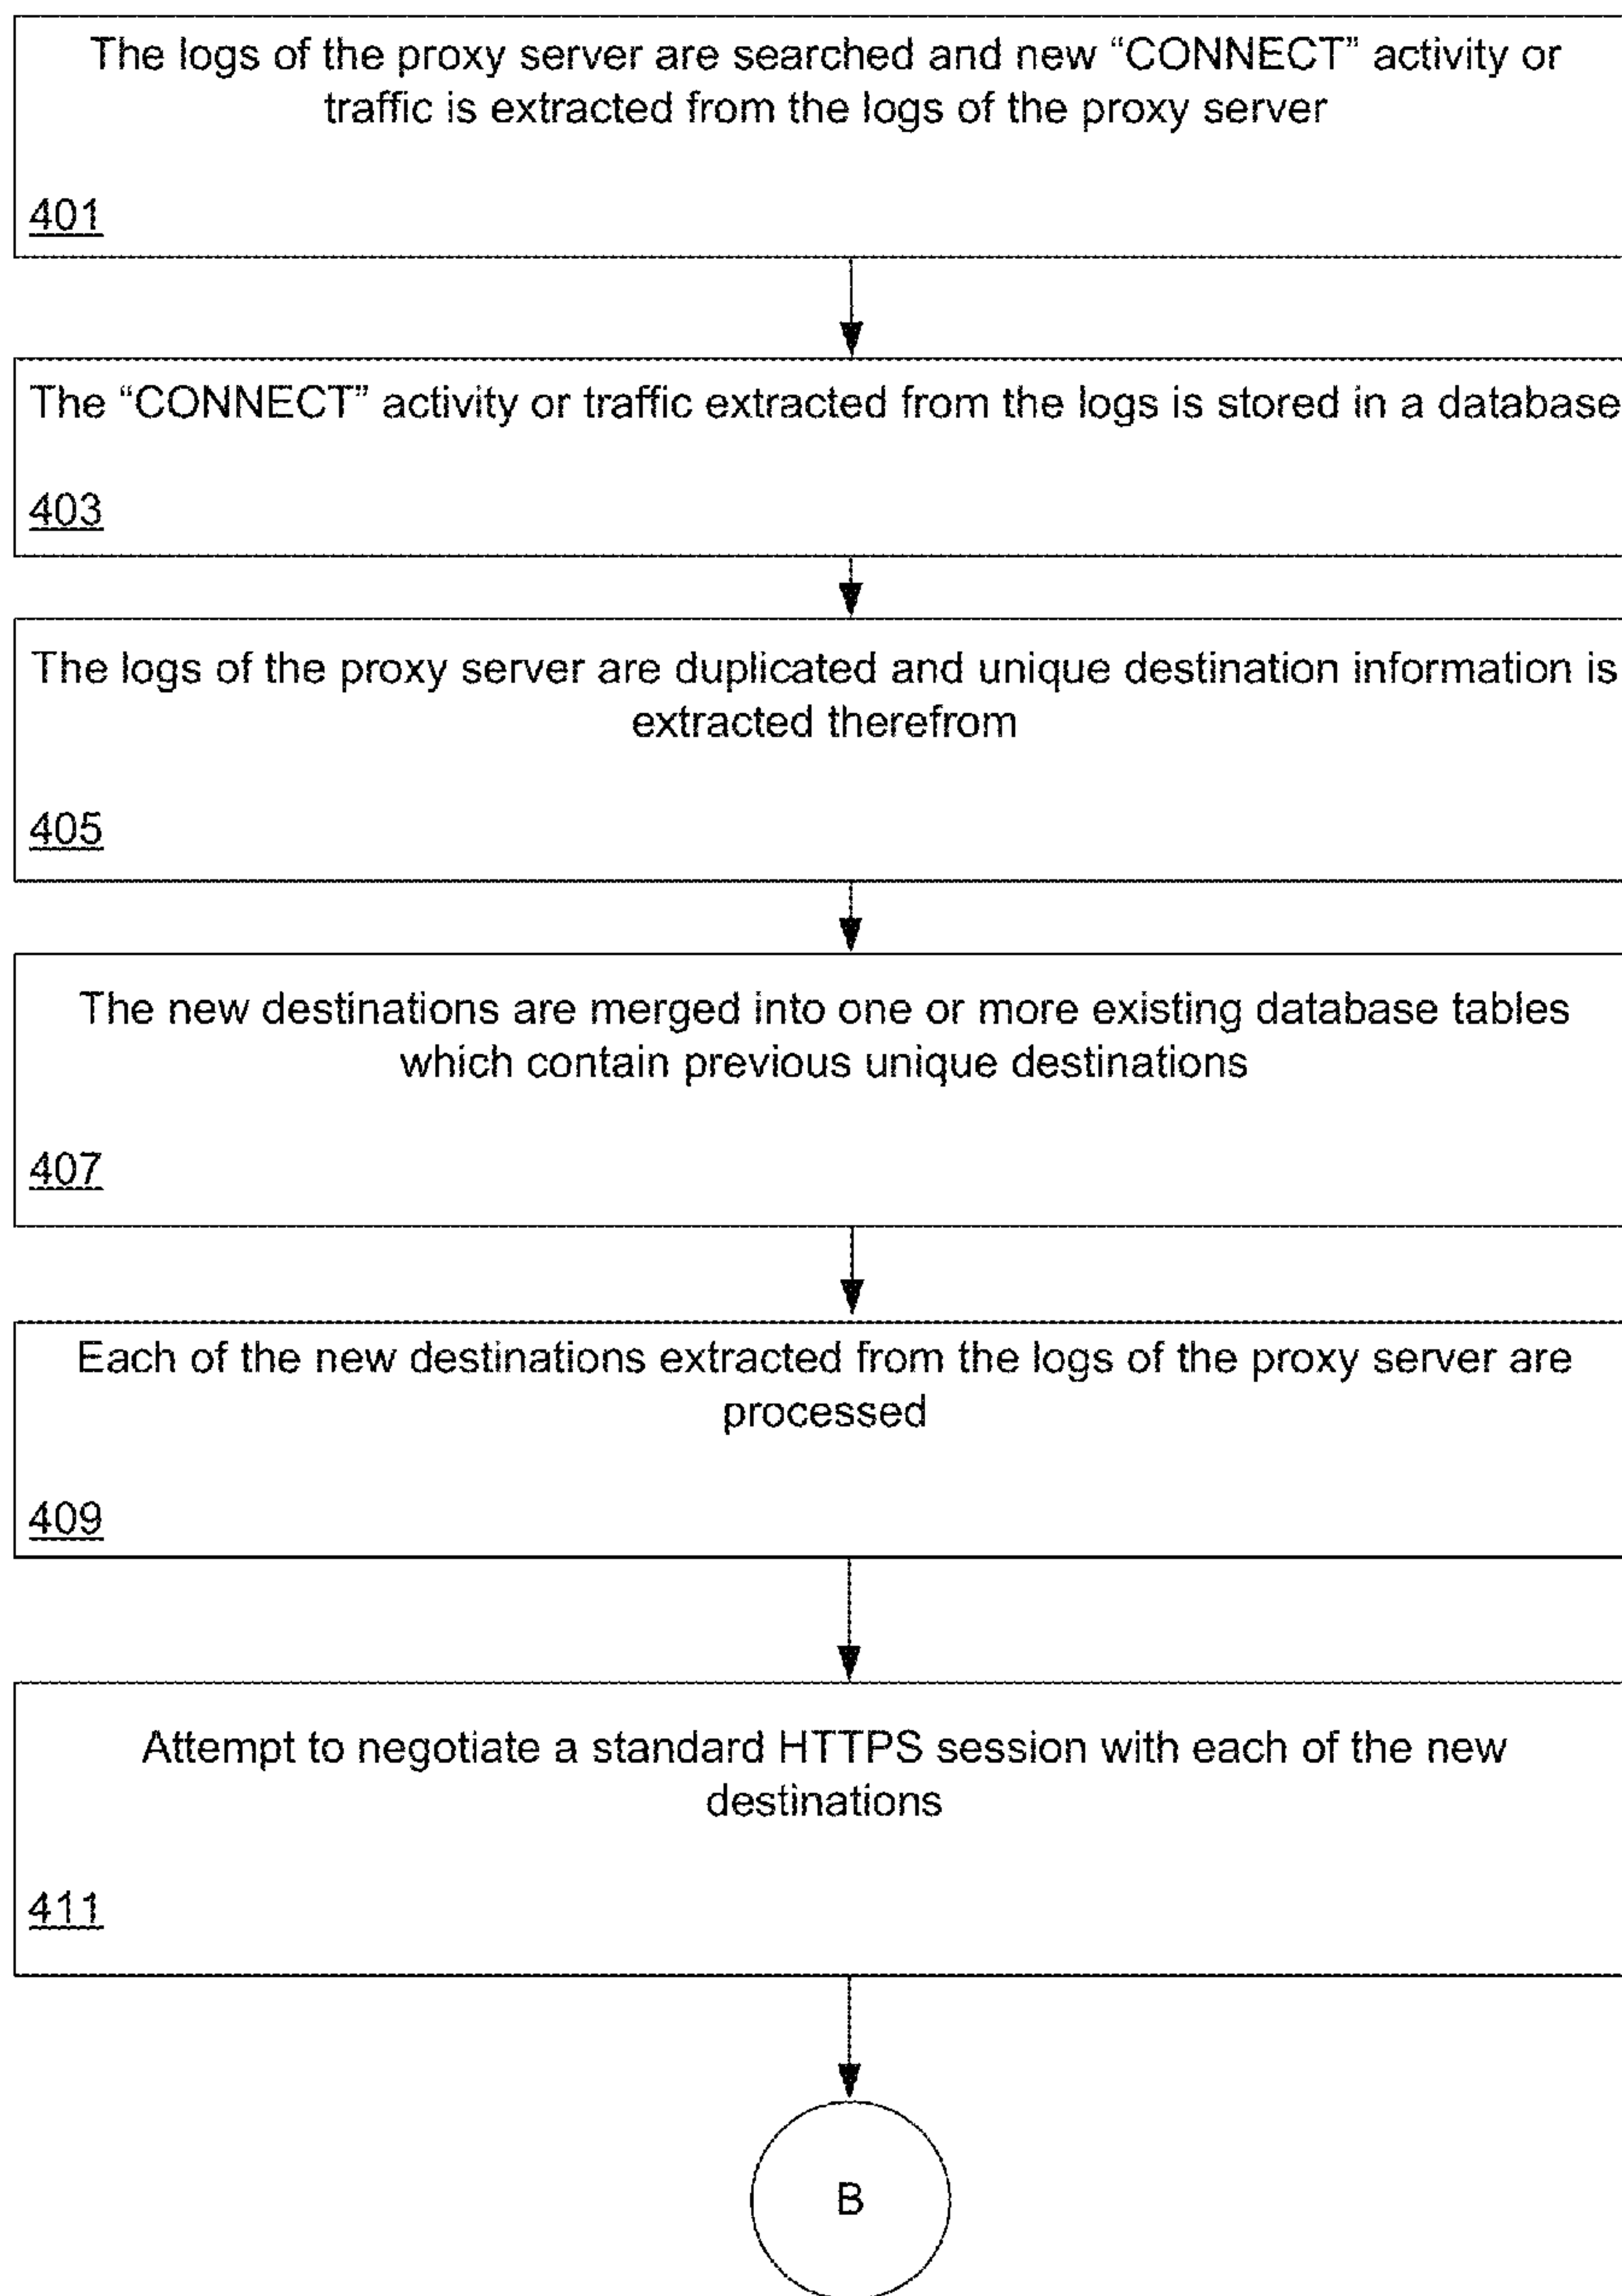 The logs of the proxy server are searched and new “CONNECT” activity or
traffic is extracted from the logs of the proxy server
401
The “CONNECT” activity or traffic extracted from the logs is stored in a database
403
The logs of the proxy server are duplicated and unique destination information is
extracted therefrom
405
The new destinations are merged into one or more existing database tables
which contain previous unique destinations
407
Each of the new destinations extracted from the logs of the proxy server are
processed
409
Attempt to negotiate a standard HTTPS session with each of the new
destinations
411
B